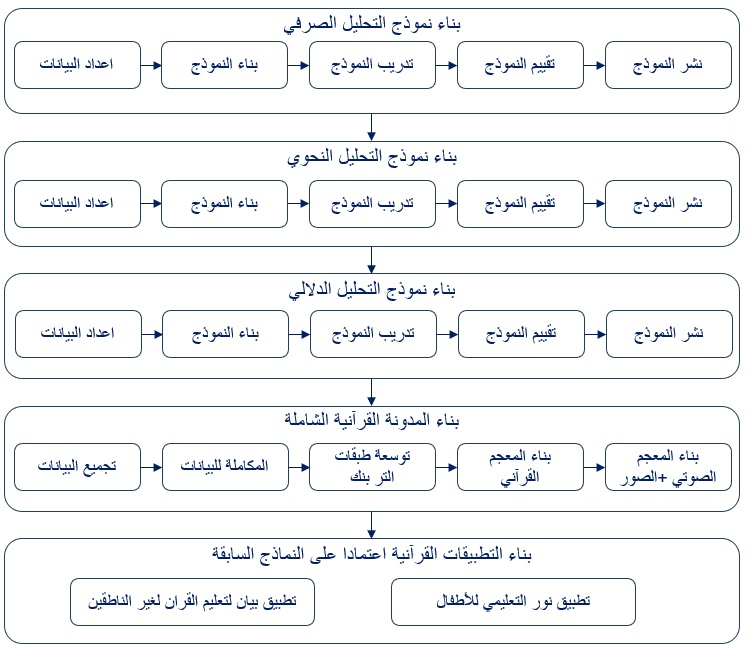 بناء نموذج التحليل الصرفي
اعداد البيانات
بناء النموذج
تدريب النموذج
تقييم النموذج
نشر النموذج
بناء نموذج التحليل النحوي
اعداد البيانات
بناء النموذج
تدريب النموذج
تقييم النموذج
نشر النموذج
بناء نموذج التحليل الدلالي
اعداد البيانات
بناء النموذج
تدريب النموذج
تقييم النموذج
نشر النموذج
بناء المدونة القرآنية الشاملة
تجميع البيانات
المكاملة للبيانات
توسعة طبقات
التر بنك
بناء المعجم
القرآني
بناء المعجم
الصوتي +الصور
بناء التطبيقات القرآنية اعتمادا على النماذج السابقة
تطبيق نور التعليمي للأطفال
تطبيق بيان لتعليم القران لغير الناطقين